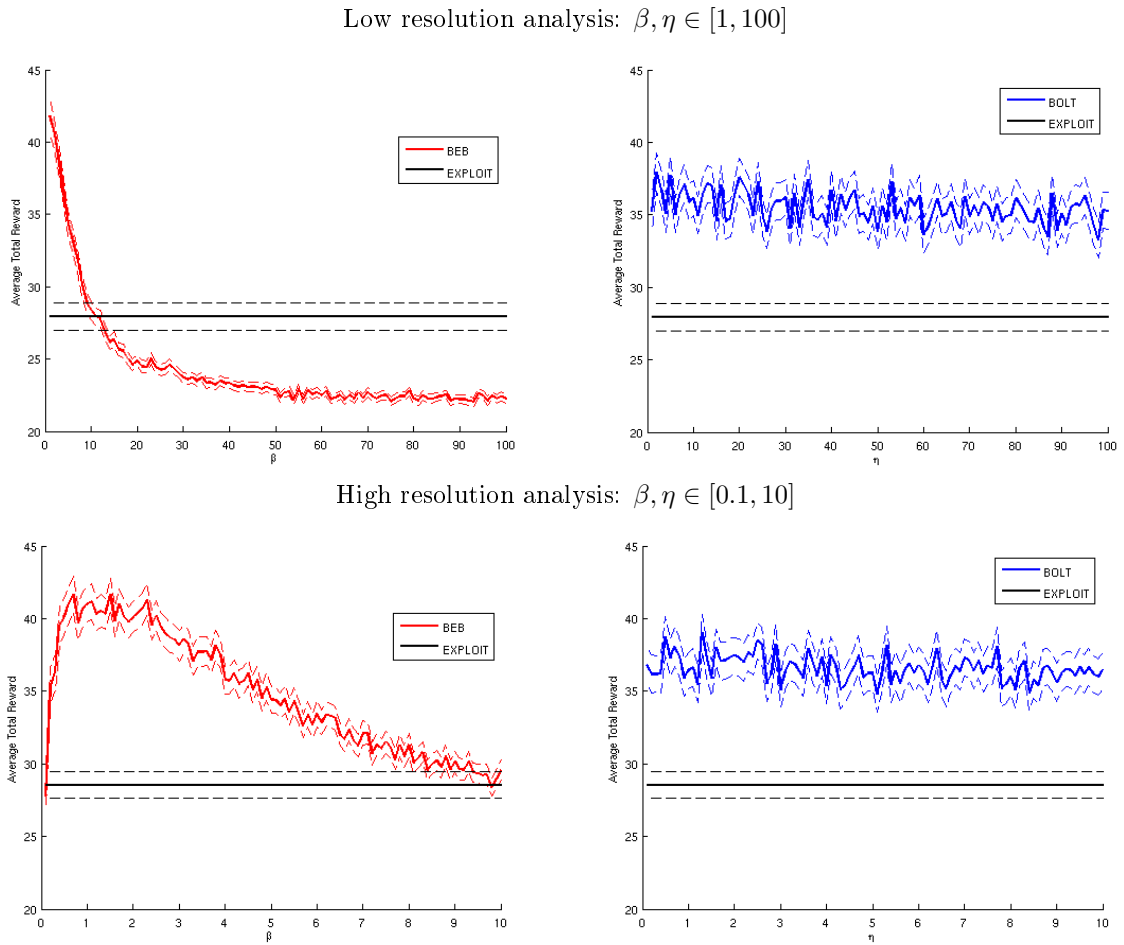 Low resolution analysis: β, η ∈ [1, 100]
45
40
35
30
25
20
Average Total Reward
BEB
EXPLOIT
0 10 20 30 40 50 60 70 80 90 100
β
45
40
35
30
25
20
Average Total Reward
BOLT
EXPLOIT
0 10 20 30 40 50 60 70 80 90 100
η
High resolution analysis: β, η ∈ [0.1, 10]
45
40
35
30
25
20
Average Total Reward
BEB
EXPLOIT
0 1 2 3 4 5 6 7 8 9 10
β
45
40
35
30
25
20
Average Total Reward
BOLT
EXPLOIT
0 1 2 3 4 5 6 7 8 9 10
η